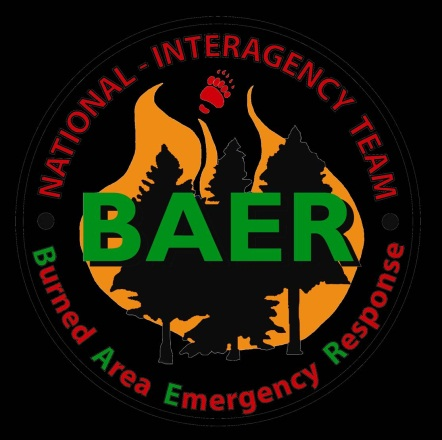 NATIONAL - INTERAGENCY TEAM
BAER
Burned Area Emergency Response